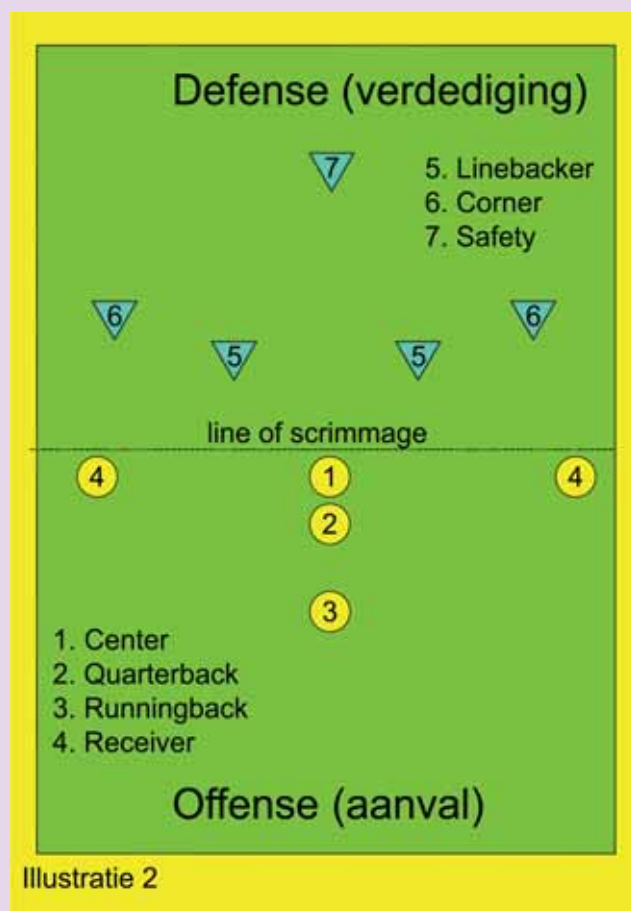 Defense (verdediging)
7
5. Linebacker
6. Corner
7. Safety
6
6
5
5
line of scrimmage
4
1
4
2
3
1. Center
2. Quarterback
3. Runningback
4. Receiver
Offense (aanval)
Illustratie 2